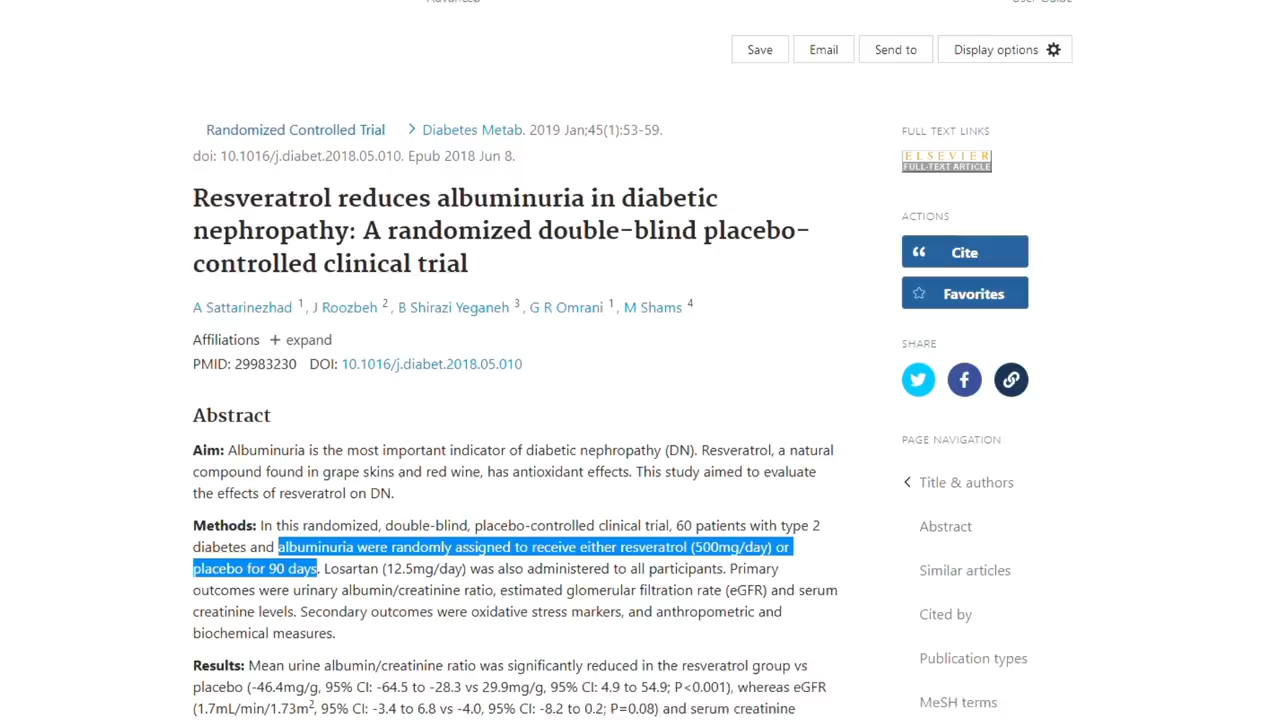 Advanced
User Guide
Save
Email
Send to
Display options
Randomized Controlled Trial
Diabetes Metab. 2019 Jan;45(1):53-59.
doi: 10.1016/j.diabet.2018.05.010. Epub 2018 Jun 8.
Resveratrol reduces albuminuria in diabetic
nephropathy: A randomized double-blind placebo-
controlled clinical trial
A Sattarinezhad 1, J Roozbeh 2, B Shirazi Yeganeh 3, G R Omrani 1, M Shams 4
Affiliations + expand
PMID: 29983230 DOI: 10.1016/j.diabet.2018.05.010
Abstract
Aim: Albuminuria is the most important indicator of diabetic nephropathy (DN). Resveratrol, a natural
compound found in grape skins and red wine, has antioxidant effects. This study aimed to evaluate
the effects of resveratrol on DN.
Methods: In this randomized, double-blind, placebo-controlled clinical trial, 60 patients with type 2
diabetes and albuminuria were randomly assigned to receive either resveratrol (500mg/day) or
placebo for 90 days. Losartan (12.5mg/day) was also administered to all participants. Primary
outcomes were urinary albumin/creatinine ratio, estimated glomerular filtration rate (eGFR) and serum
creatinine levels. Secondary outcomes were oxidative stress markers, and anthropometric and
biochemical measures.
Results: Mean urine albumin/creatinine ratio was significantly reduced in the resveratrol group vs
placebo (-46.4mg/g, 95% CI: -64.5 to -28.3 vs 29.9mg/g, 95% CI: 4.9 to 54.9; P<0.001), whereas eGFR
(1.7mL/min/1.73m2, 95% CI: -3.4 to 6.8 vs -4.0, 95% CI: -8.2 to 0.2; P=0.08) and serum creatinine
FULL TEXT LINKS
ELSEVIER
FULL-TEXT ARTICLE
ACTIONS
Cite
Favorites
SHARE
PAGE NAVIGATION
Title & authors
Abstract
Similar articles
Cited by
Publication types
MeSH terms